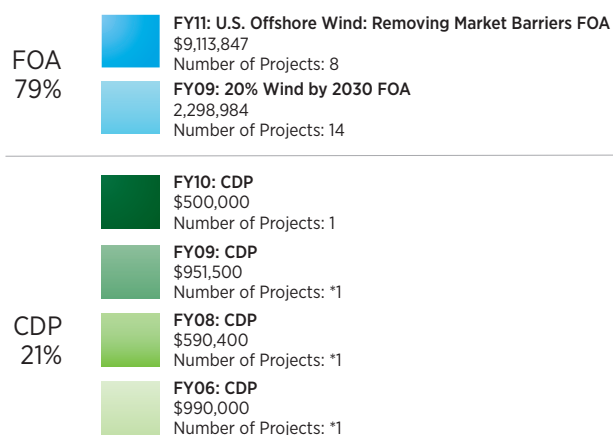 FOA
79%
FY11: U.S. Offshore Wind: Removing Market Barriers FOA
$9,113,847
Number of Projects: 8
FY09: 20% Wind by 2030 FOA
2,298,984
Number of Projects: 14
CDP
21%
FY10: CDP
$500,000
Number of Projects: 1
FY09: CDP
$951,500
Number of Projects: *1
FY08: CDP
$590,400
Number of Projects: *1
FY06: CDP
$990,000
Number of Projects: *1